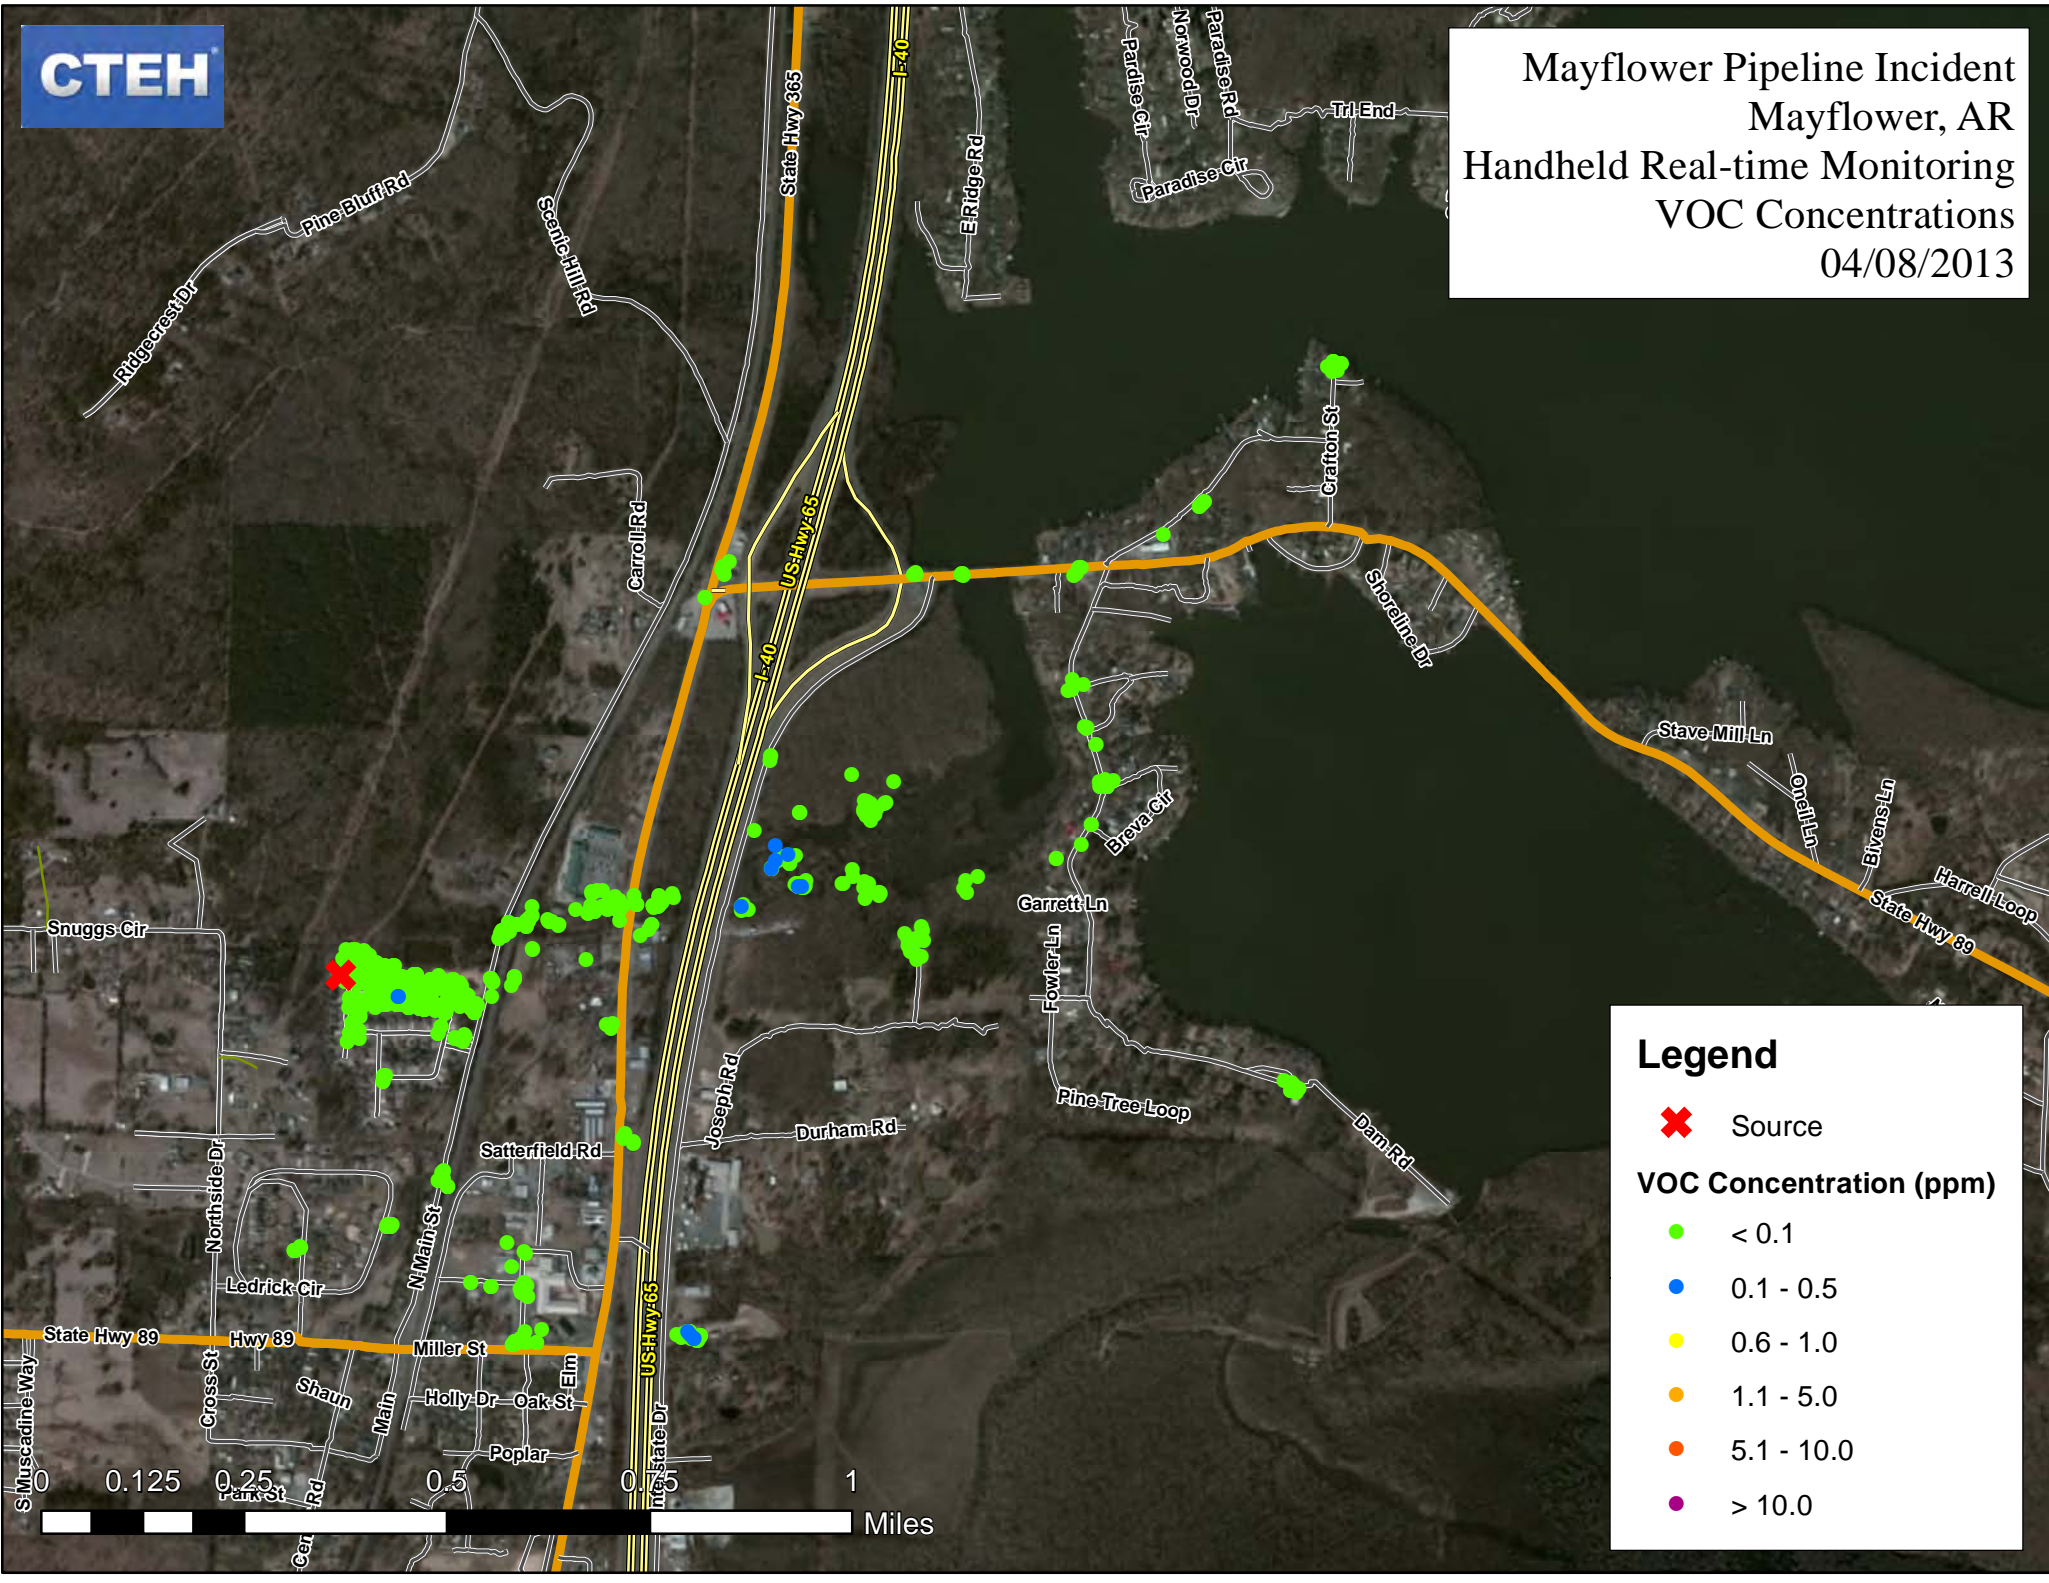 CTEH
Mayflower Pipeline Incident
Mayflower, AR
Handheld Real-time Monitoring
VOC Concentrations
04/08/2013
State Hwy 365
I-40
E Ridge Rd
Pardise Cir
Norwood Dr
Paradise Rd
Trl End
Paradise Cir
Pine Bluff Rd
Scenic Hill Rd
Ridgecrest Dr
Carroll Rd
US Hwy 65
I-40
Crafton St
Shoreline Dr
Stave Mill Ln
Oneil Ln
Bivens Ln
Harrell Loop
State Hwy 89
Breva Cir
Garrett Ln
Fowler Ln
Snuggs Cir
Joseph Rd
Pine Tree Loop
Durham Rd
Dam Rd
Satterfield Rd
Northside Dr
N Main St
Ledrick Cir
State Hwy 89
Hwy 89
Miller St
US Hwy 65
Elm
S Muscadine Way
Cross St
Shaun
Main
Holly Dr
Oak St
Interstate Dr
Poplar
Park St
Rd
0 0.125 0.25 0.5 0.75 1
Miles
Legend
Source
VOC Concentration (ppm)
< 0.1
0.1 - 0.5
0.6 - 1.0
1.1 - 5.0
5.1 - 10.0
> 10.0